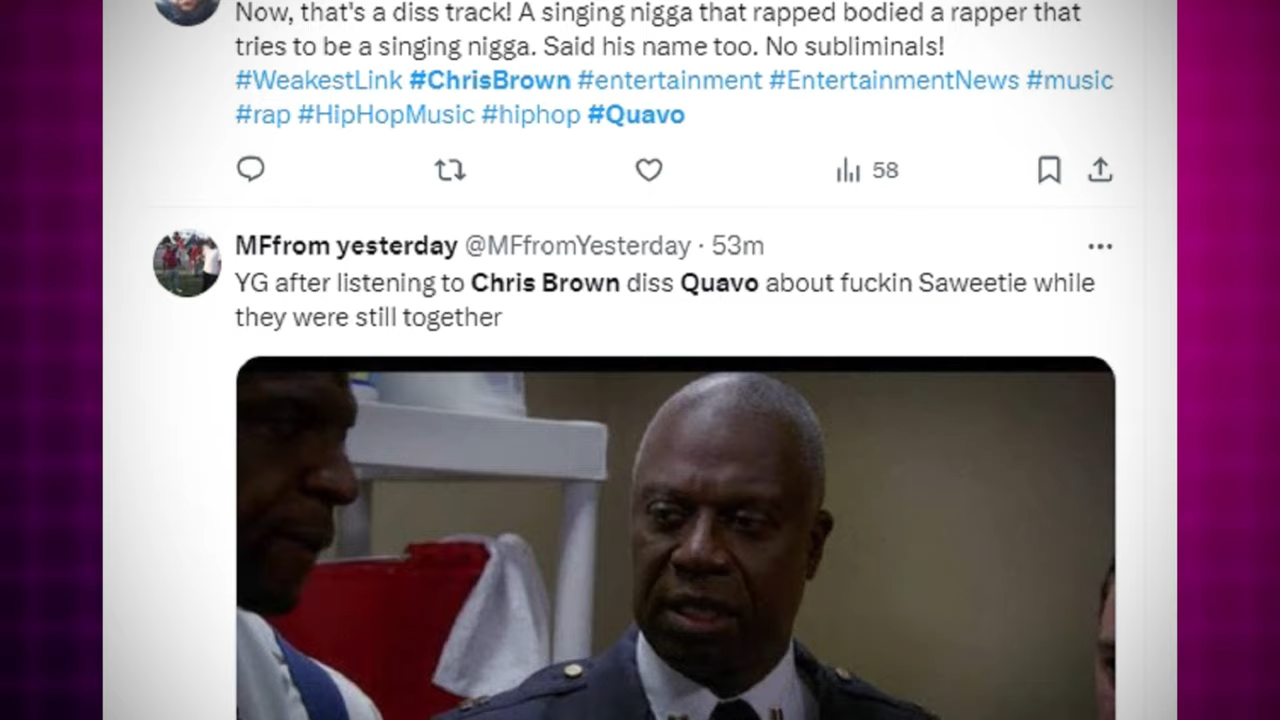 Now, that's a diss track! A singing nigga that rapped bodied a rapper that
tries to be a singing nigga. Said his name too. No subliminals!
#WeakestLink #ChrisBrown #entertainment #EntertainmentNews #music
#rap #HipHopMusic #hiphop #Quavo
58
MFfrom yesterday @MFfromYesterday · 53m
YG after listening to Chris Brown diss Quavo about fuckin Saweetie while
they were still together